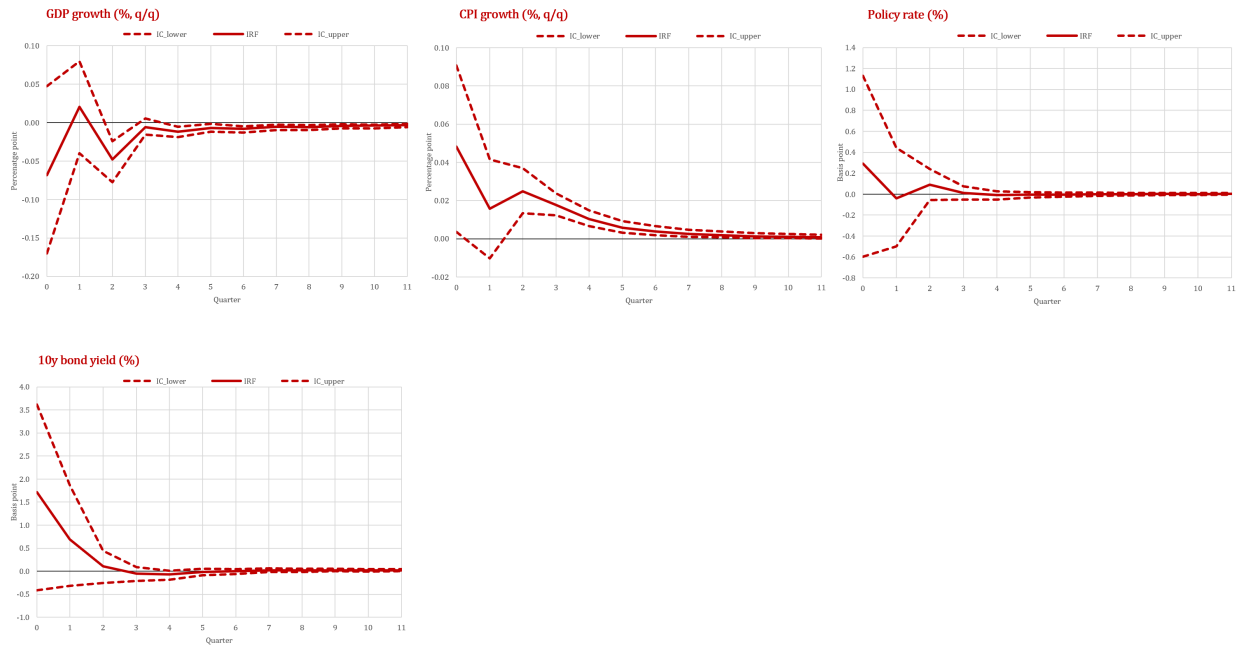 GDP growth (%, q/q)
IC_lower IRF IC_upper
0.10
0.05
0.00
-0.05
-0.10
-0.15
-0.20
Percenatge point
0 1 2 3 4 5 6 7 8 9 10 11
Quarter
CPI growth (%, q/q)
IC_lower IRF IC_upper
0.10
0.08
0.06
0.04
0.02
0.00
-0.02
Percentage point
0 1 2 3 4 5 6 7 8 9 10 11
Quarter
Policy rate (%)
IC_lower IRF IC_upper
1.4
1.2
1.0
0.8
0.6
0.4
0.2
0.0
-0.2
-0.4
-0.6
-0.8
Basis point
0 1 2 3 4 5 6 7 8 9 10 11
Quarter
10y bond yield (%)
IC_lower IRF IC_upper
4.0
3.5
3.0
2.5
2.0
1.5
1.0
0.5
0.0
-0.5
-1.0
Basis point
0 1 2 3 4 5 6 7 8 9 10 11
Quarter